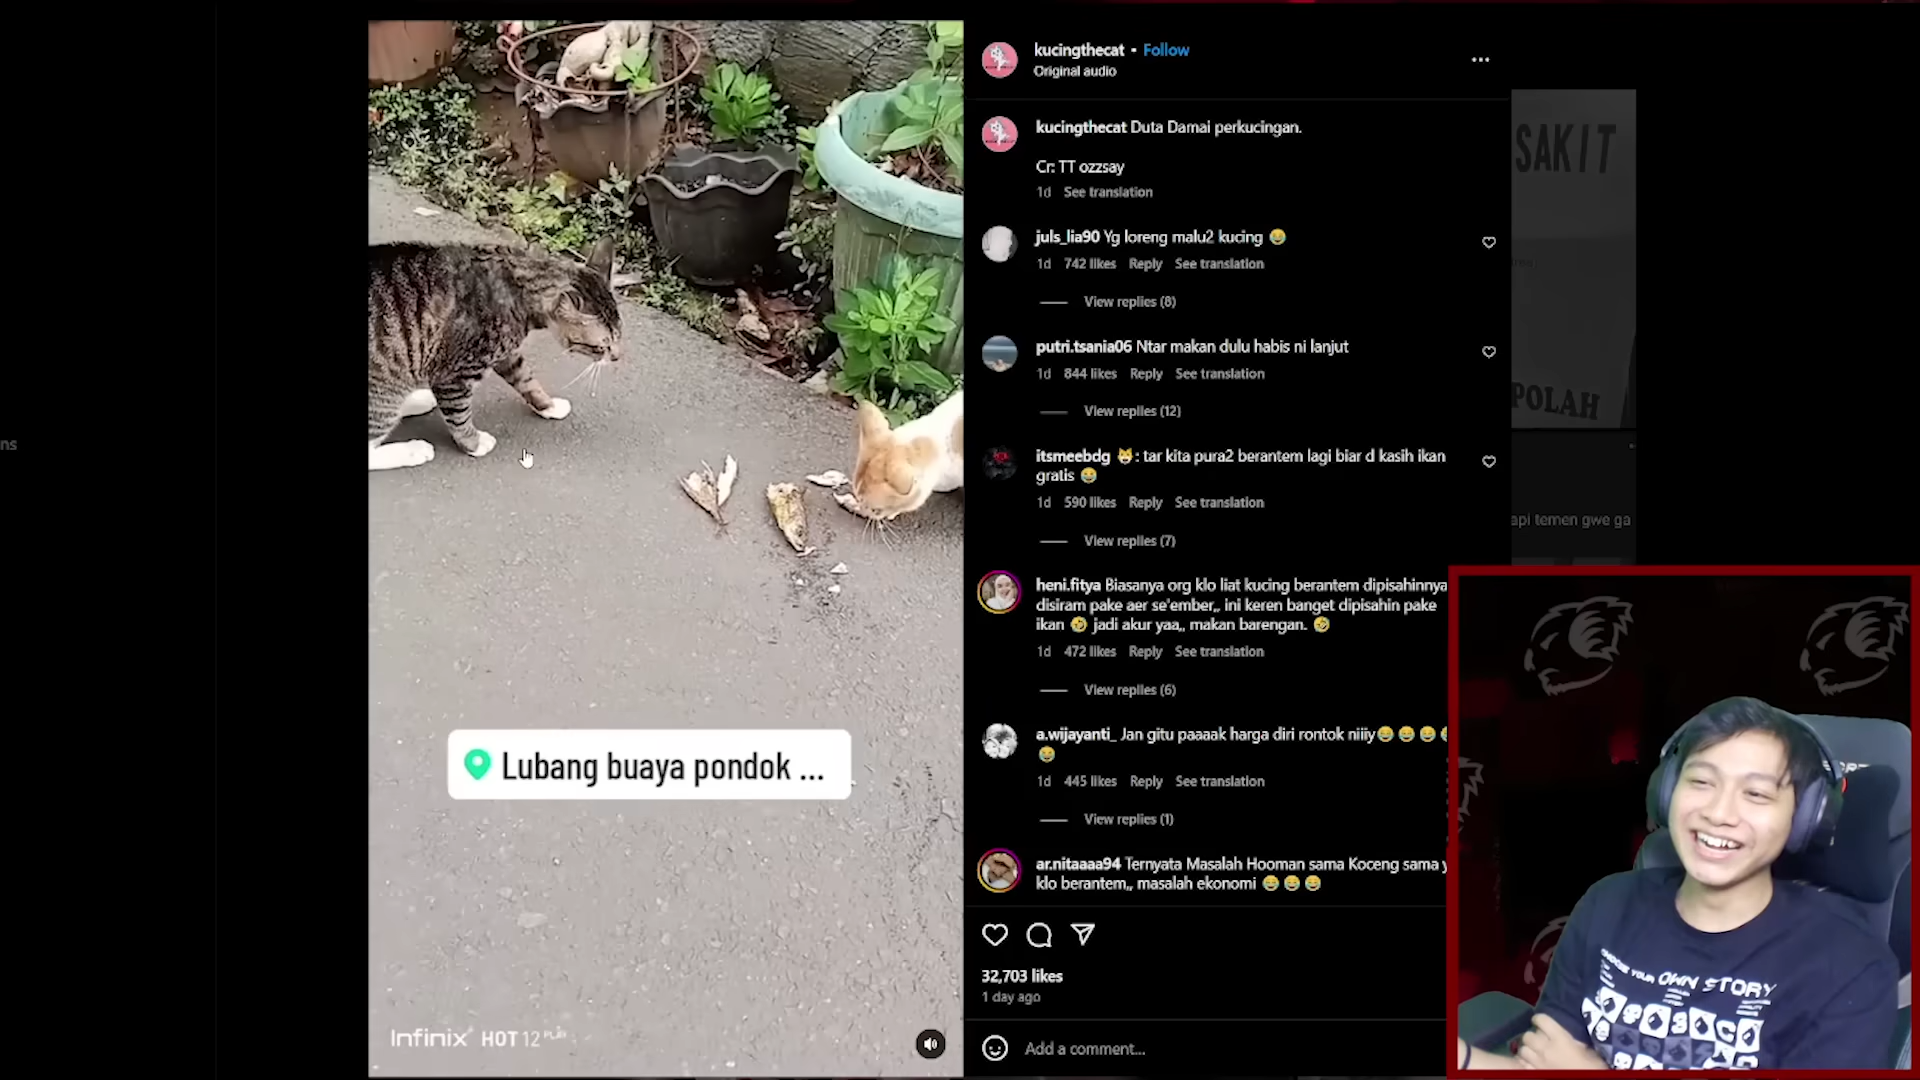 kucingthecat • Follow
Original audio
kucingthecat Duta Damai perkucingan.
Cr: TT ozzsay
1d See translation
juls_lia90 Yg loreng malu2 kucing 😂
1d 742 likes Reply See translation
View replies (8)
putri.tsania06 Ntar makan dulu habis ni lanjut
1d 844 likes Reply See translation
View replies (12)
itsmeebdg 😼: tar kita pura2 berantem lagi biar d kasih ikan
gratis 😂
1d 590 likes Reply See translation
View replies (7)
heni.fitya Biasanya org klo liat kucing berantem dipisahinnya
disiram pake aer se'ember,, ini keren banget dipisahin pake
ikan 🤣 jadi akur yaa,, makan barengan. 🤣
1d 472 likes Reply See translation
View replies (6)
a.wijayanti_ Jan gitu paaaak harga diri rontok niiiy😂😂😂
😂
1d 445 likes Reply See translation
View replies (1)
ar.nitaaaa94 Ternyata Masalah Hooman sama Koceng sama y
klo berantem,, masalah ekonomi 😂😂😂
32,703 likes
1 day ago
Add a comment...
Lubang buaya pondok ...
Infinix HOT 12 PLAY
ns
SAKIT
POLAH
api temen gwe ga
YOUR OWN STORY